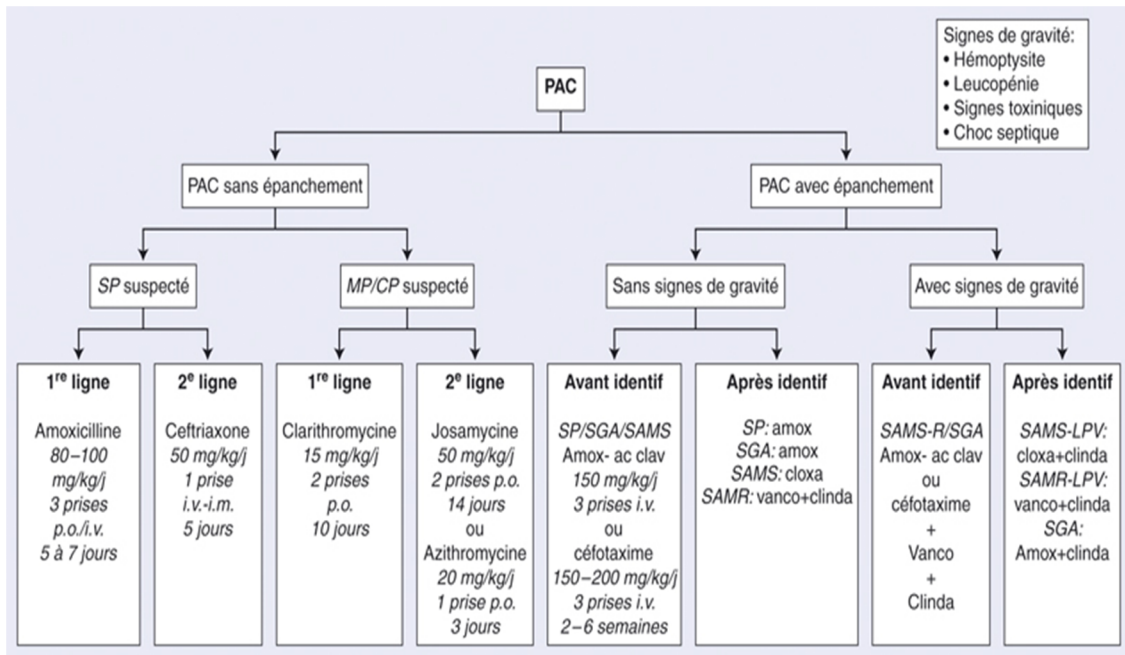 Signes de gravité:
• Hémoptysite
• Leucopénie
• Signes toxiniques
• Choc septique
PAC
PAC sans épanchement
PAC avec épanchement
SP suspecté
MP/CP suspecté
Sans signes de gravité
Avec signes de gravité
1re ligne
Amoxicilline
80–100
mg/kg/j
3 prises
p.o./i.v.
5 à 7 jours
2e ligne
Ceftriaxone
50 mg/kg/j
1 prise
i.v.-i.m.
5 jours
1re ligne
Clarithromycine
15 mg/kg/j
2 prises
p.o.
10 jours
2e ligne
Josamycine
50 mg/kg/j
2 prises p.o.
14 jours
ou
Azithromycine
20 mg/kg/j
1 prise p.o.
3 jours
Avant identif
SP/SGA/SAMS
Amox- ac clav
150 mg/kg/j
3 prises i.v.
ou
céfotaxime
150–200 mg/kg/j
3 prises i.v.
2–6 semaines
Après identif
SP: amox
SGA: amox
SAMS: cloxa
SAMR: vanco+clinda
Avant identif
SAMS-R/SGA
Amox- ac clav
ou
céfotaxime
+
Vanco
+
Clinda
Après identif
SAMS-LPV:
cloxa+clinda
SAMR-LPV:
vanco+clinda
SGA:
Amox+clinda